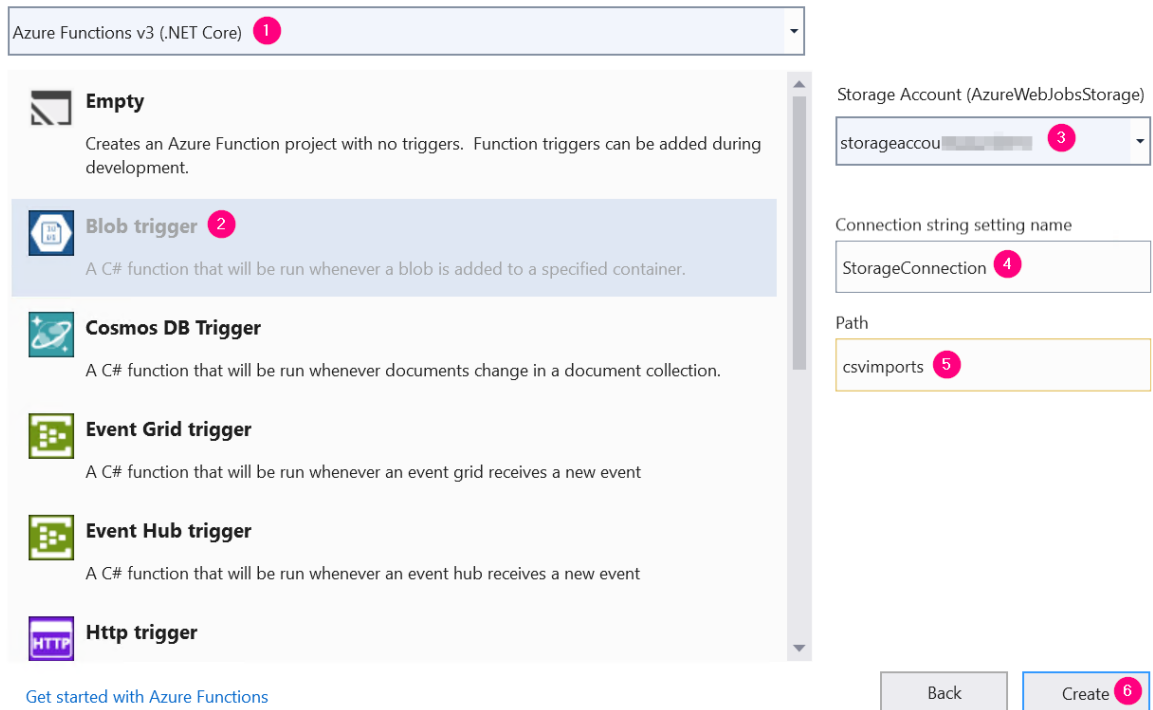 Azure Functions v3 (.NET Core) 1
Empty
Creates an Azure Function project with no triggers. Function triggers can be added during
development.
Blob trigger 2
A C# function that will be run whenever a blob is added to a specified container.
Cosmos DB Trigger
A C# function that will be run whenever documents change in a document collection.
Event Grid trigger
A C# function that will be run whenever an event grid receives a new event
Event Hub trigger
A C# function that will be run whenever an event hub receives a new event
HTTP
Http trigger
Get started with Azure Functions
Storage Account (AzureWebJobsStorage)
storageaccou 3
Connection string setting name
StorageConnection 4
Path
csvimports 5
Back
Create 6